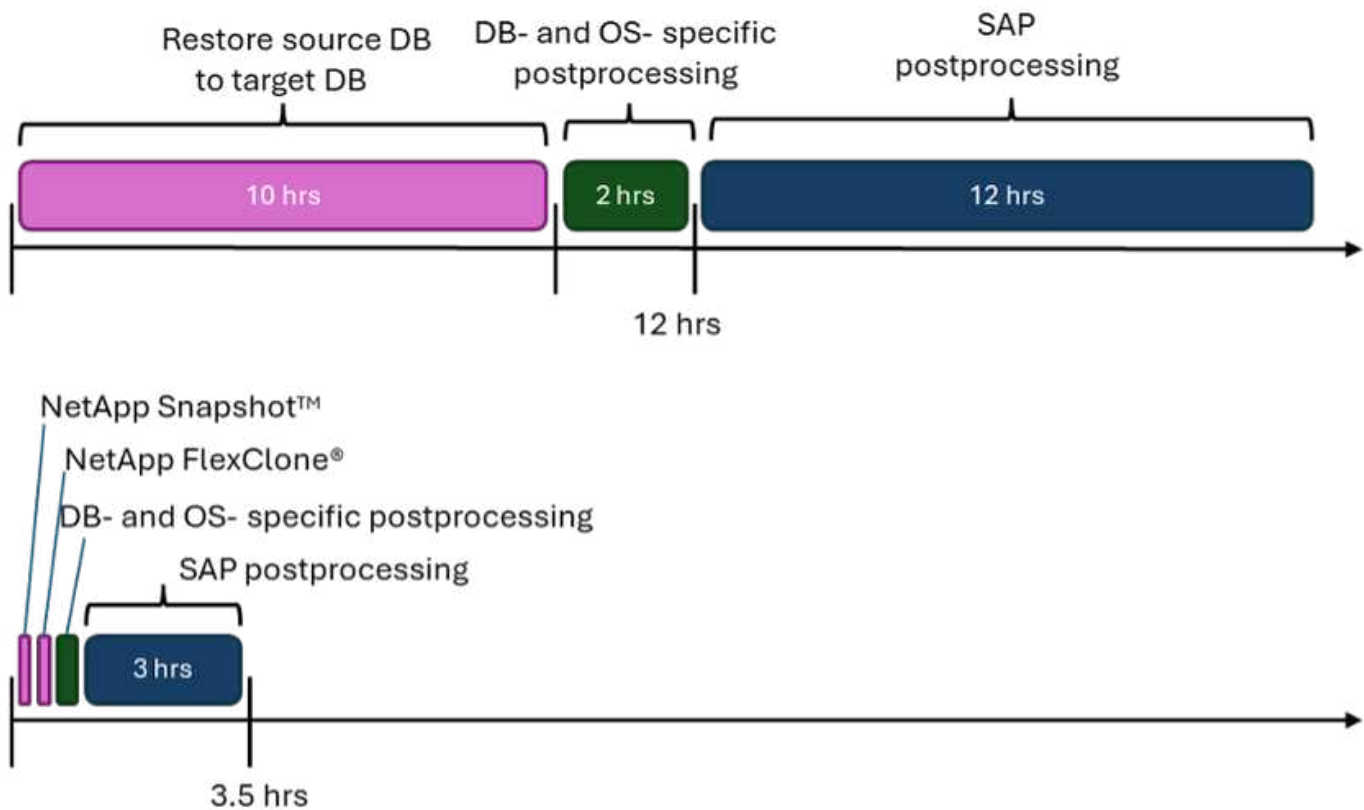 Restore source DB
to target DB
DB- and OS- specific
postprocessing
SAP
postprocessing
10 hrs
2 hrs
12 hrs
12 hrs
NetApp Snapshot™
NetApp FlexClone®
DB- and OS- specific postprocessing
SAP postprocessing
3 hrs
3.5 hrs